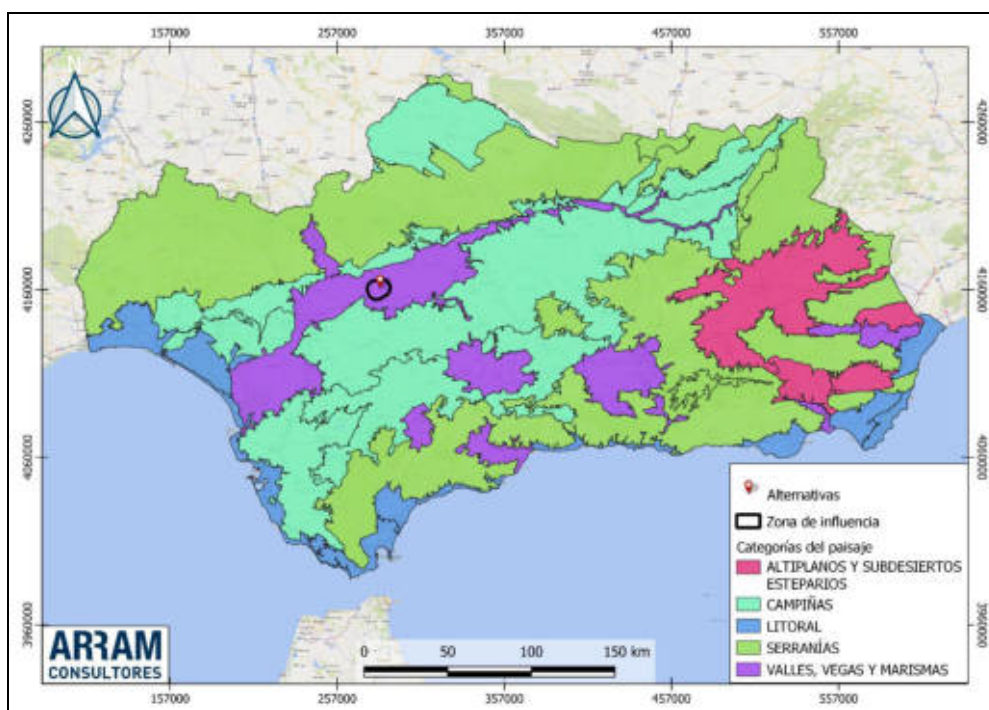 157000 257000 357000 457000 557000
N
4260000 4260000
4160000 4160000
4060000 4060000
3960000 3960000
Alternativas
Zona de influencia
Categorías del paisaje
ALTIPLANOS Y SUBDESIERTOS
ESTEPARIOS
CAMPIÑAS
LITORAL
SERRANÍAS
VALLES, VEGAS Y MARISMAS
ARRAM
CONSULTORES
0 50 100 150 km
157000 257000 357000 457000 557000